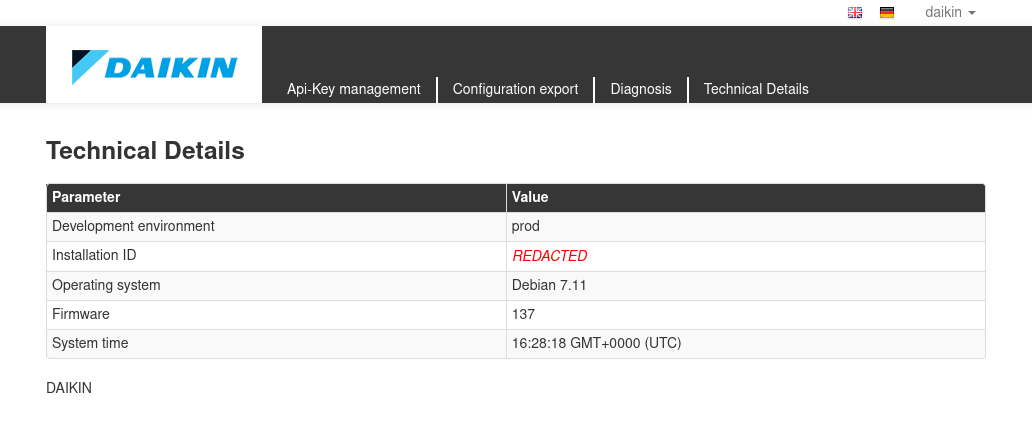 daikin
DAIKIN
Api-Key management Configuration export Diagnosis Technical Details
Technical Details
Parameter Value
Development environment prod
Installation ID REDACTED
Operating system Debian 7.11
Firmware 137
System time 16:28:18 GMT+0000 (UTC)
DAIKIN